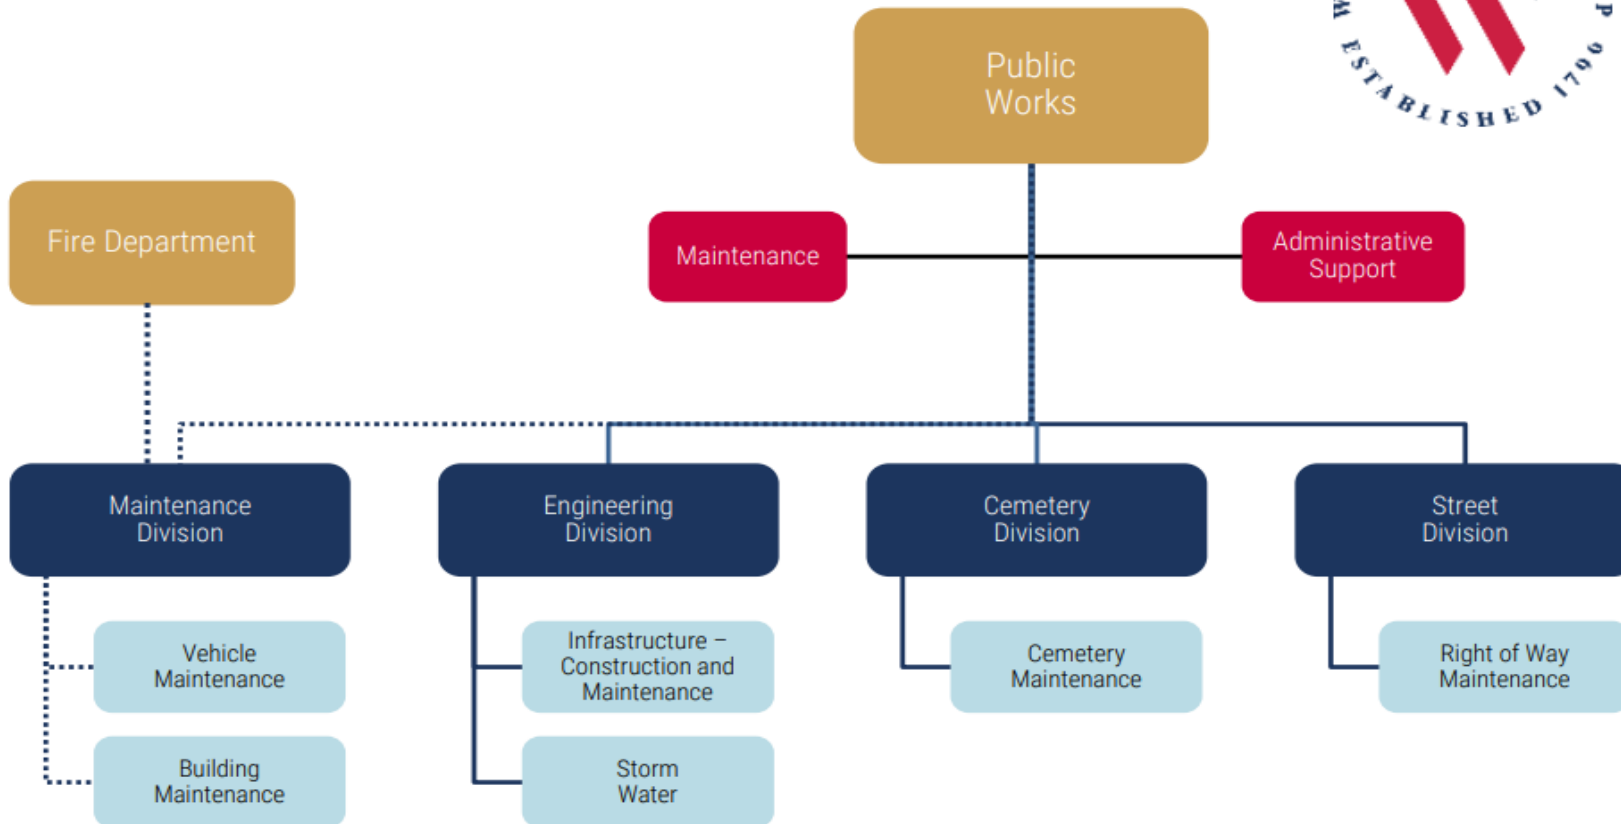 Public
Works
ESTABLISHED 1796
Fire Department
Maintenance
Administrative
Support
Maintenance
Division
Engineering
Division
Cemetery
Division
Street
Division
Vehicle
Maintenance
Infrastructure –
Construction and
Maintenance
Cemetery
Maintenance
Right of Way
Maintenance
Building
Maintenance
Storm
Water